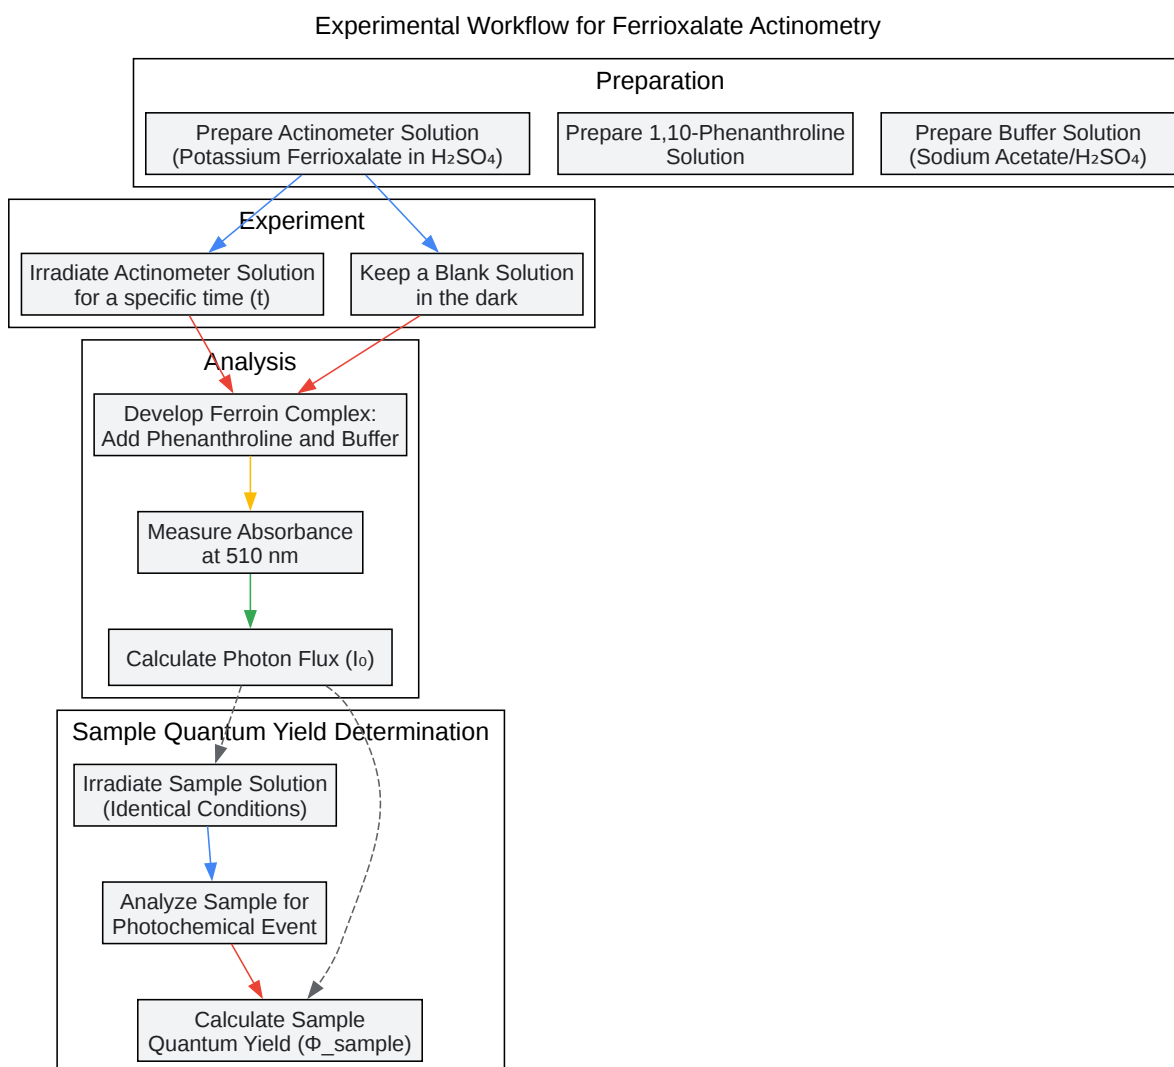 Experimental Workflow for Ferrioxalate Actinometry
Preparation
Prepare Actinometer Solution
(Potassium Ferrioxalate in H₂SO₄)
Prepare 1,10-Phenanthroline
Solution
Prepare Buffer Solution
(Sodium Acetate/H₂SO₄)
Experiment
Irradiate Actinometer Solution
for a specific time (t)
Keep a Blank Solution
in the dark
Analysis
Develop Ferroin Complex:
Add Phenanthroline and Buffer
Measure Absorbance
at 510 nm
Calculate Photon Flux (I₀)
Sample Quantum Yield Determination
Irradiate Sample Solution
(Identical Conditions)
Analyze Sample for
Photochemical Event
Calculate Sample
Quantum Yield (Φ_sample)